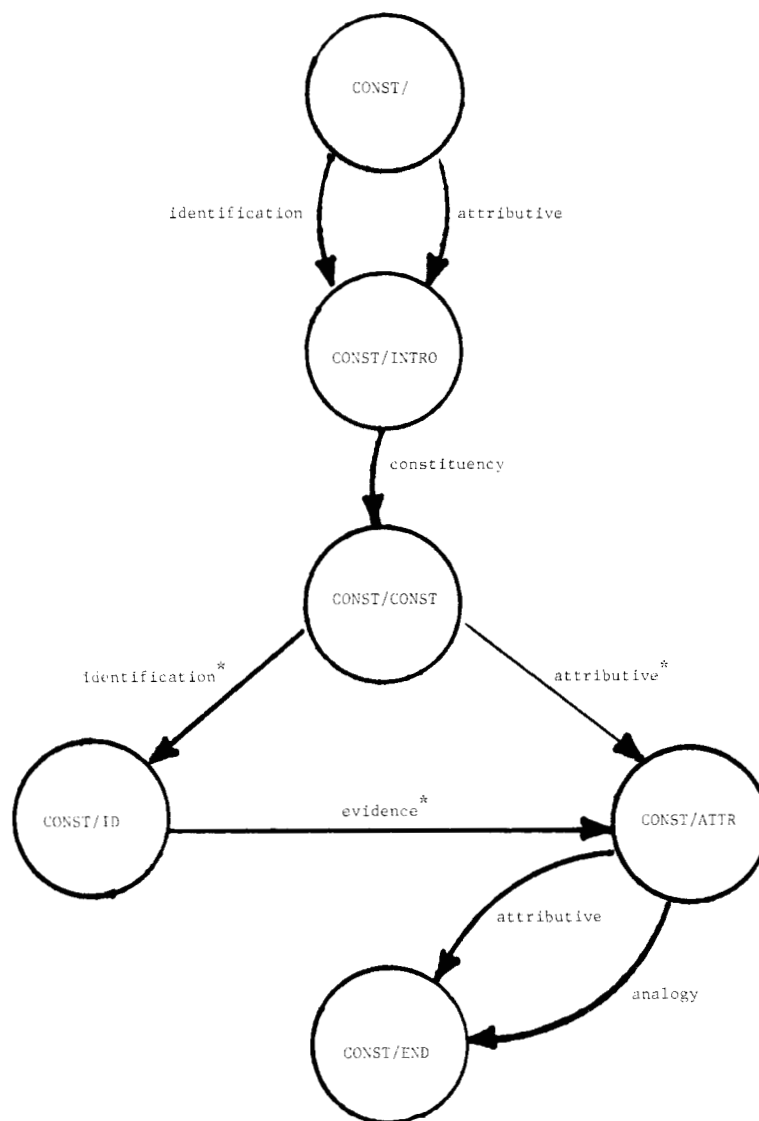 CONST/
identification
attributive
CONST/INTRO
constituency
CONST/CONST
identification*
attributive*
CONST/ID
evidence*
CONST/ATTR
attributive
analogy
CONST/END